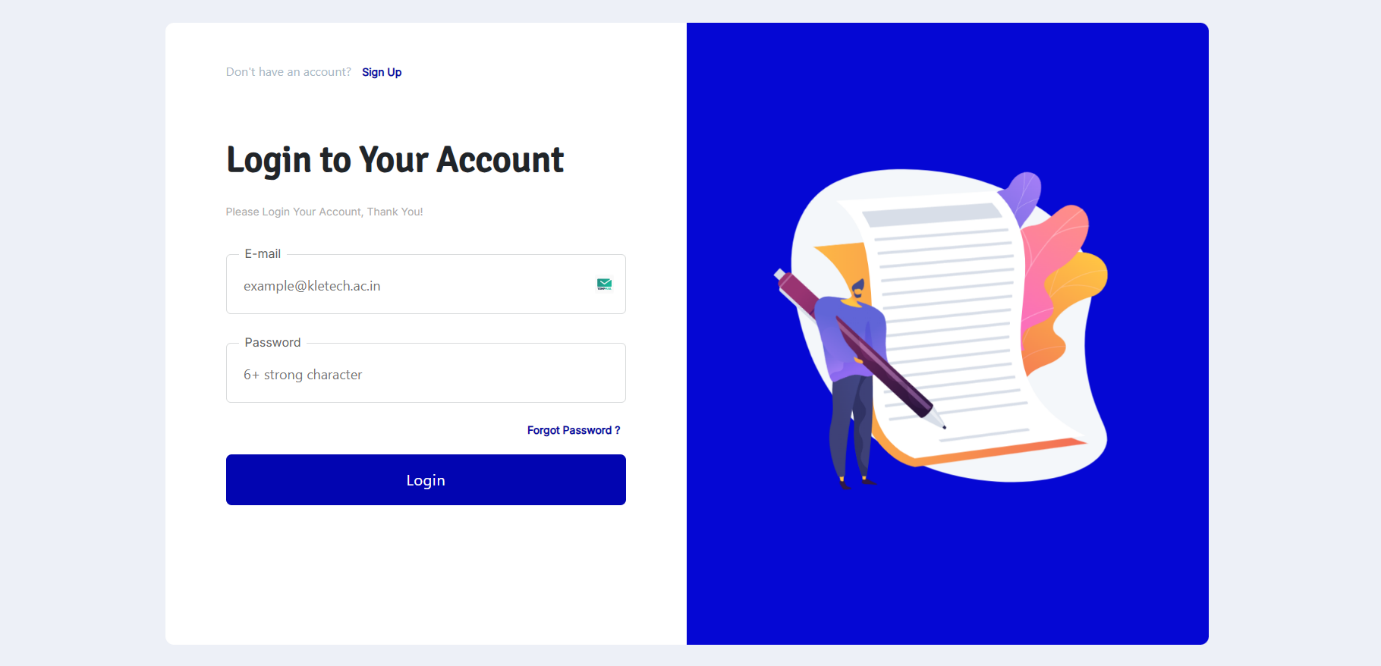 Don't have an account? Sign Up
Login to Your Account
Please Login Your Account, Thank You!
E-mail
example@kletech.ac.in
Password
6+ strong character
Forgot Password ?
Login